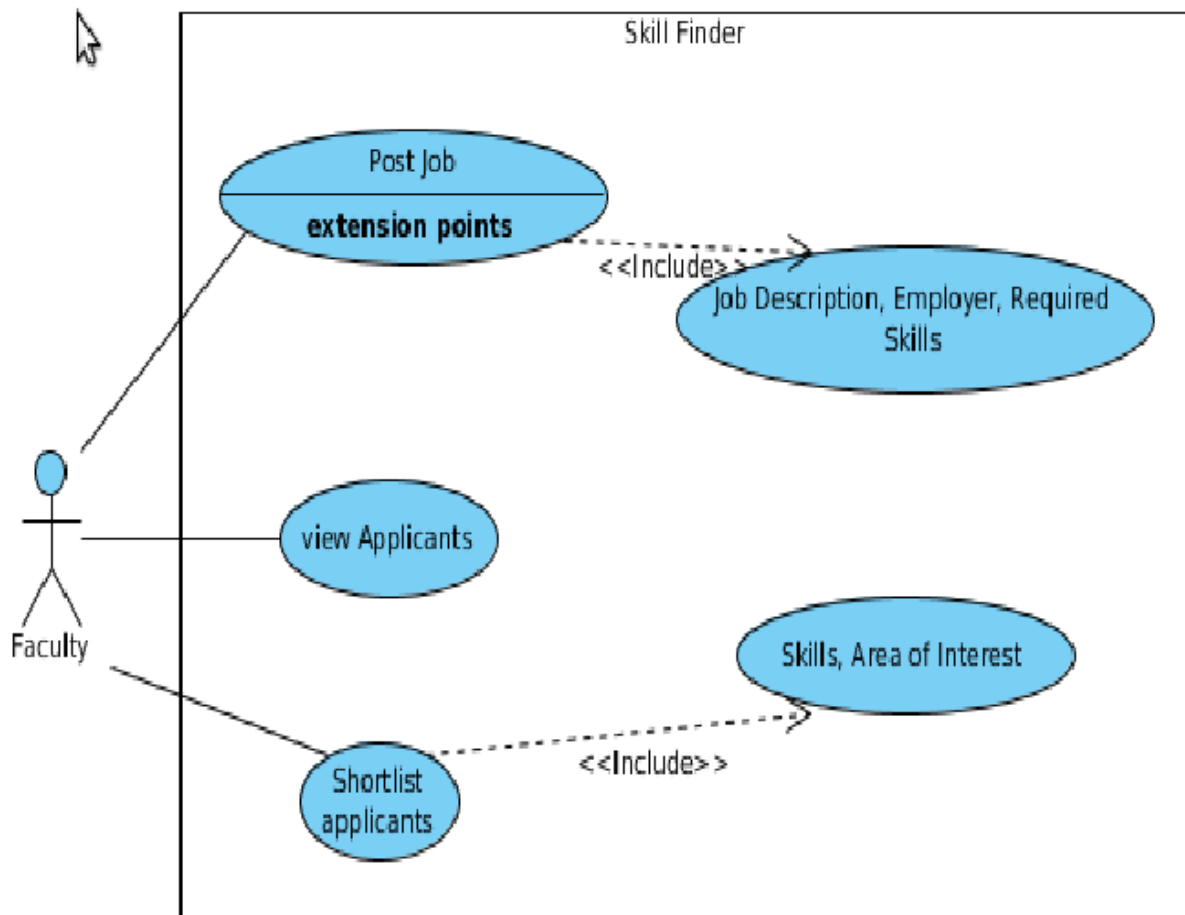 Skill Finder
Post Job
extension points
<<Include>>
Job Description, Employer, Required
Skills
view Applicants
Faculty
Skills, Area of Interest
<<Include>>
Shortlist
applicants